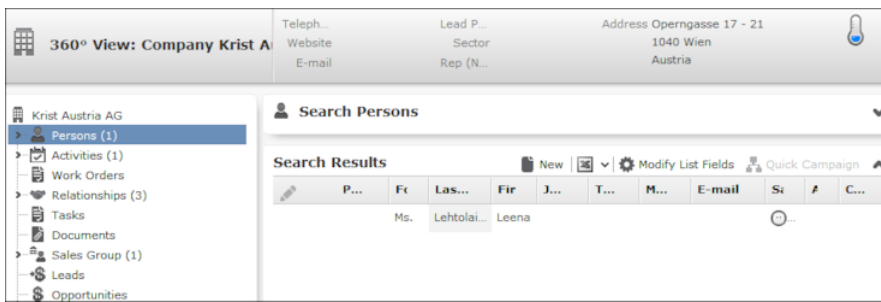 360° View: Company Krist A
Teleph...
Website
E-mail
Lead P...
Sector
Rep (N...
Address Operngasse 17 - 21
1040 Wien
Austria
Krist Austria AG
Persons (1)
Activities (1)
Work Orders
Relationships (3)
Tasks
Documents
Sales Group (1)
Leads
Opportunities
Search Persons
Search Results
New Modify List Fields Quick Campaign
P... Las... Fir J... T... M... E-mail C...
Ms. Lehtolai... Leena